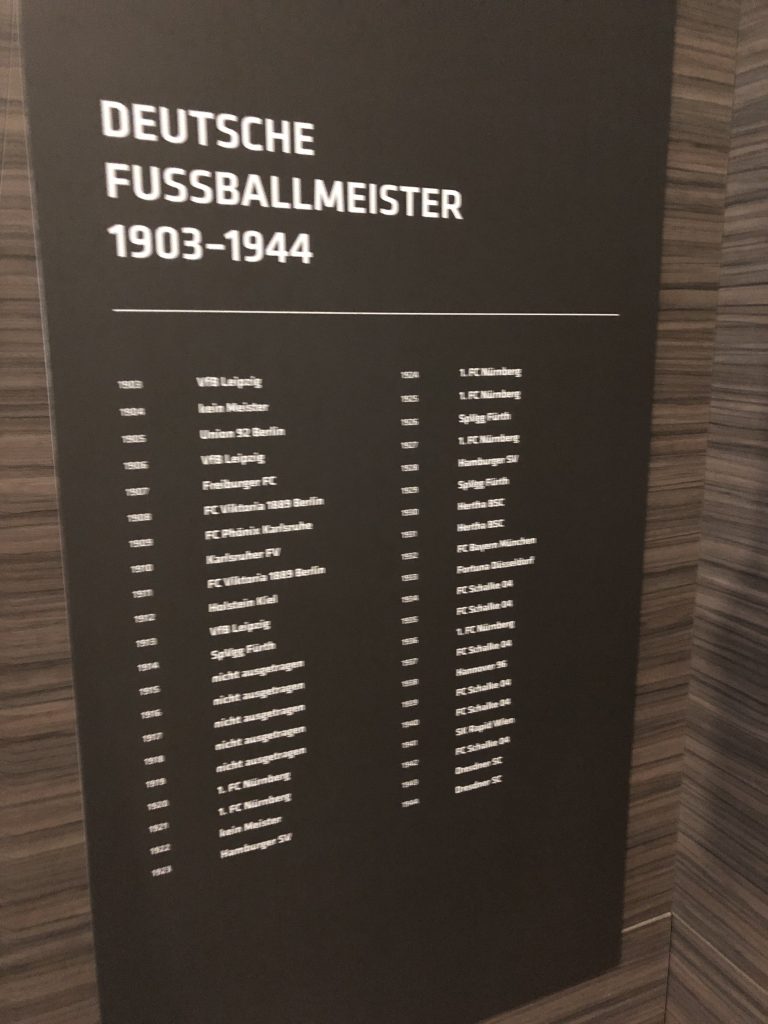 DEUTSCHE
FUSSBALLMEISTER
1903–1944
1903 VfB Leipzig
1904 kein Meister
1905 Union 92 Berlin
1906 VfB Leipzig
1907 Freiburger FC
1908 FC Viktoria 1889 Berlin
1909 FC Phönix Karlsruhe
1910 Karlsruher FV
1911 FC Viktoria 1889 Berlin
1912 Holstein Kiel
1913 VfB Leipzig
1914 SpVgg Fürth
1915 nicht ausgetragen
1916 nicht ausgetragen
1917 nicht ausgetragen
1918 nicht ausgetragen
1919 nicht ausgetragen
1920 1. FC Nürnberg
1921 1. FC Nürnberg
1922 kein Meister
1923 Hamburger SV
1924 1. FC Nürnberg
1925 1. FC Nürnberg
1926 SpVgg Fürth
1927 1. FC Nürnberg
1928 Hamburger SV
1929 SpVgg Fürth
1930 Hertha BSC
1931 Hertha BSC
1932 FC Bayern München
1933 Fortuna Düsseldorf
1934 FC Schalke 04
1935 FC Schalke 04
1936 1. FC Nürnberg
1937 FC Schalke 04
1938 Hannover 96
1939 FC Schalke 04
1940 FC Schalke 04
1941 SK Rapid Wien
1942 FC Schalke 04
1943 Dresdner SC
1944 Dresdner SC